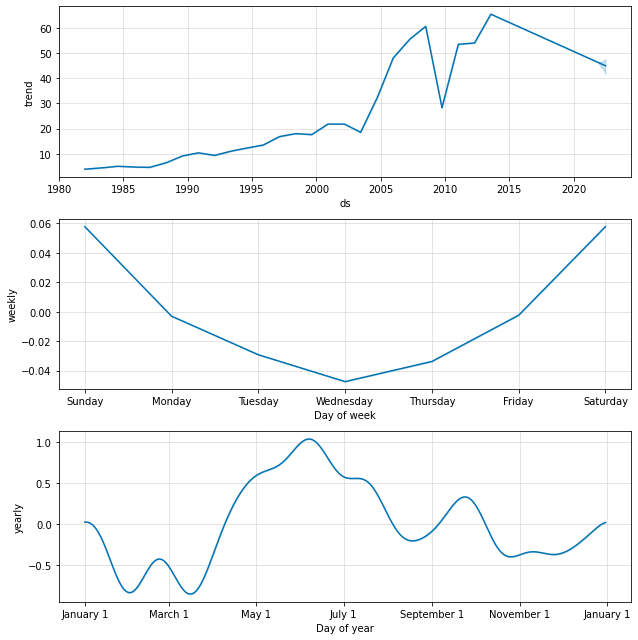 60
50
40
30
20
10
trend
1980 1985 1990 1995 2000 2005 2010 2015 2020
ds
0.06
0.04
0.02
0.00
−0.02
−0.04
weekly
Sunday Monday Tuesday Wednesday Thursday Friday Saturday
Day of week
1.0
0.5
0.0
−0.5
yearly
January 1 March 1 May 1 July 1 September 1 November 1 January 1
Day of year